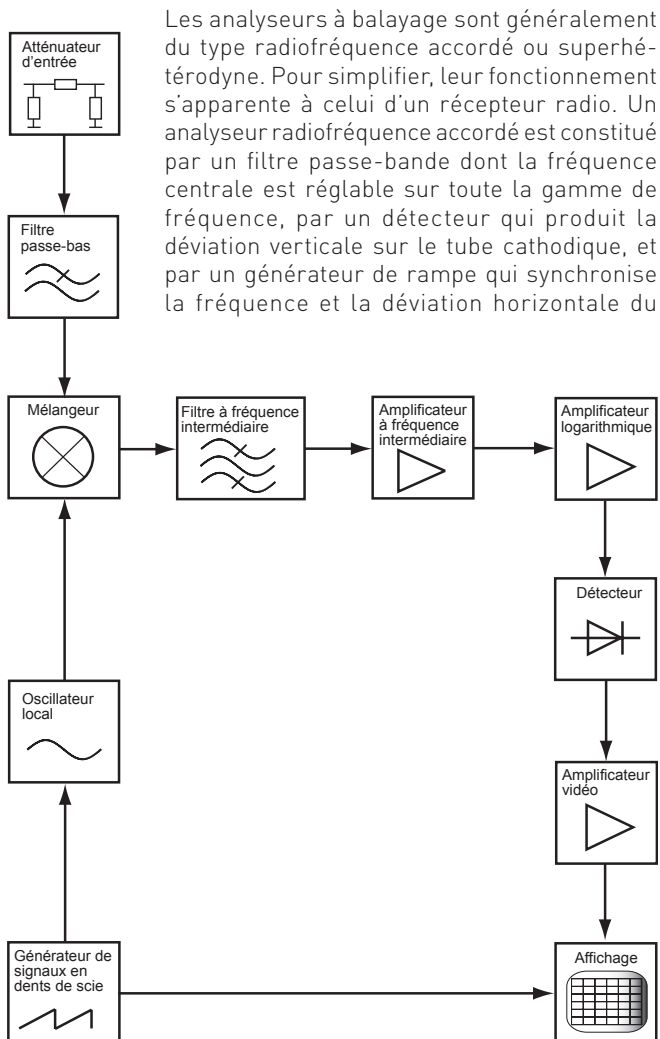 Les analyseurs à balayage sont généralement
du type radiofréquence accordé ou superhé-
térodyne. Pour simplifier, leur fonctionnement
s’apparente à celui d’un récepteur radio. Un
analyseur radiofréquence accordé est constitué
par un filtre passe-bande dont la fréquence
centrale est réglable sur toute la gamme de
fréquence, par un détecteur qui produit la
déviation verticale sur le tube cathodique, et
par un générateur de rampe qui synchronise
la fréquence et la déviation horizontale du
Atténuateur
d’entrée
Filtre
passe-bas
Mélangeur
Filtre à fréquence
intermédiaire
Amplificateur
à fréquence
intermédiaire
Amplificateur
logarithmique
Détecteur
Oscillateur
local
Amplificateur
vidéo
Générateur de
signaux en
dents de scie
Affichage